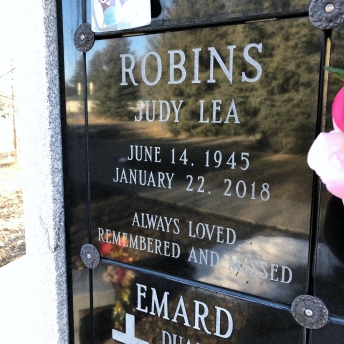 ROBINS
JUDY LEA
JUNE 14, 1945
JANUARY 22, 2018
ALWAYS LOVED
REMEMBERED AND MISSED
EMARD